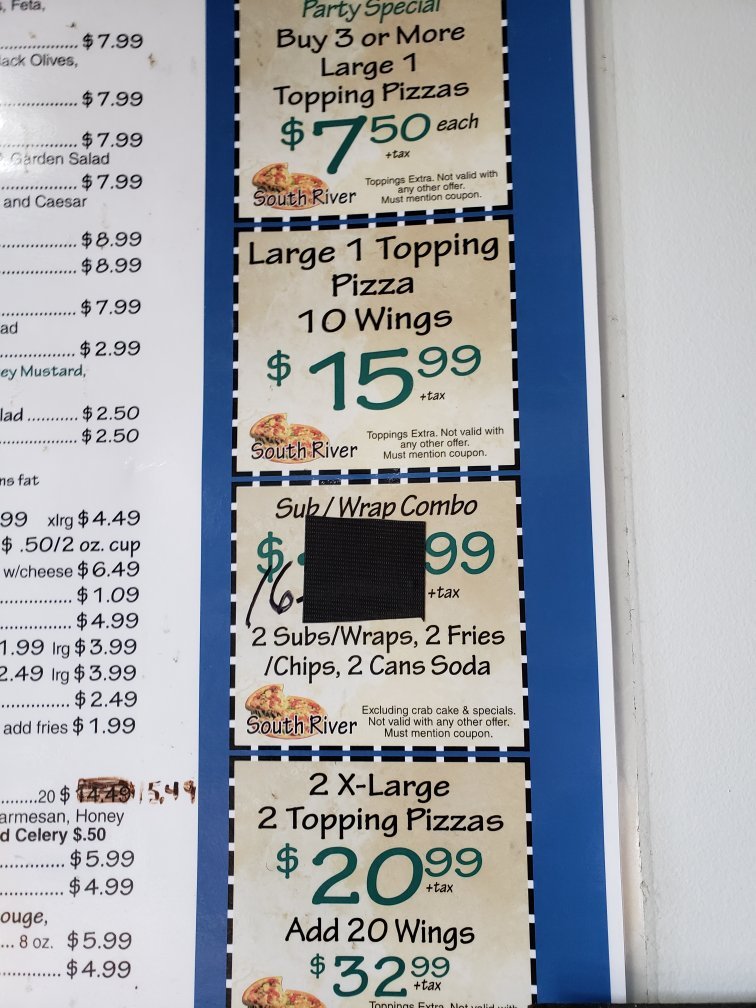 , Feta,
$7.99
ack Olives,
$7.99
$7.99
Garden Salad
$7.99
and Caesar
$8.99
$8.99
$7.99
ad
$2.99
ey Mustard,
lad $2.50
$2.50
ns fat
99 xlrg $4.49
$.50/2 oz. cup
w/cheese $6.49
$1.09
$4.99
1.99 lrg $3.99
2.49 lrg $3.99
$2.49
add fries $1.99
20 $ 14.49 15.49
armesan, Honey
d Celery $.50
$5.99
$4.99
ouge,
8 oz. $5.99
$4.99
Party Special
Buy 3 or More
Large 1
Topping Pizzas
$7.50 each
+tax
Toppings Extra. Not valid with
any other offer.
Must mention coupon.
South River
Large 1 Topping
Pizza
10 Wings
$15.99
+tax
Toppings Extra. Not valid with
any other offer.
Must mention coupon.
South River
Sub/Wrap Combo
$ 99
16
+tax
2 Subs/Wraps, 2 Fries
/Chips, 2 Cans Soda
Excluding crab cake & specials.
Not valid with any other offer.
Must mention coupon.
South River
2 X-Large
2 Topping Pizzas
$20.99
+tax
Add 20 Wings
$32.99
+tax
Toppings Extra. Not valid with